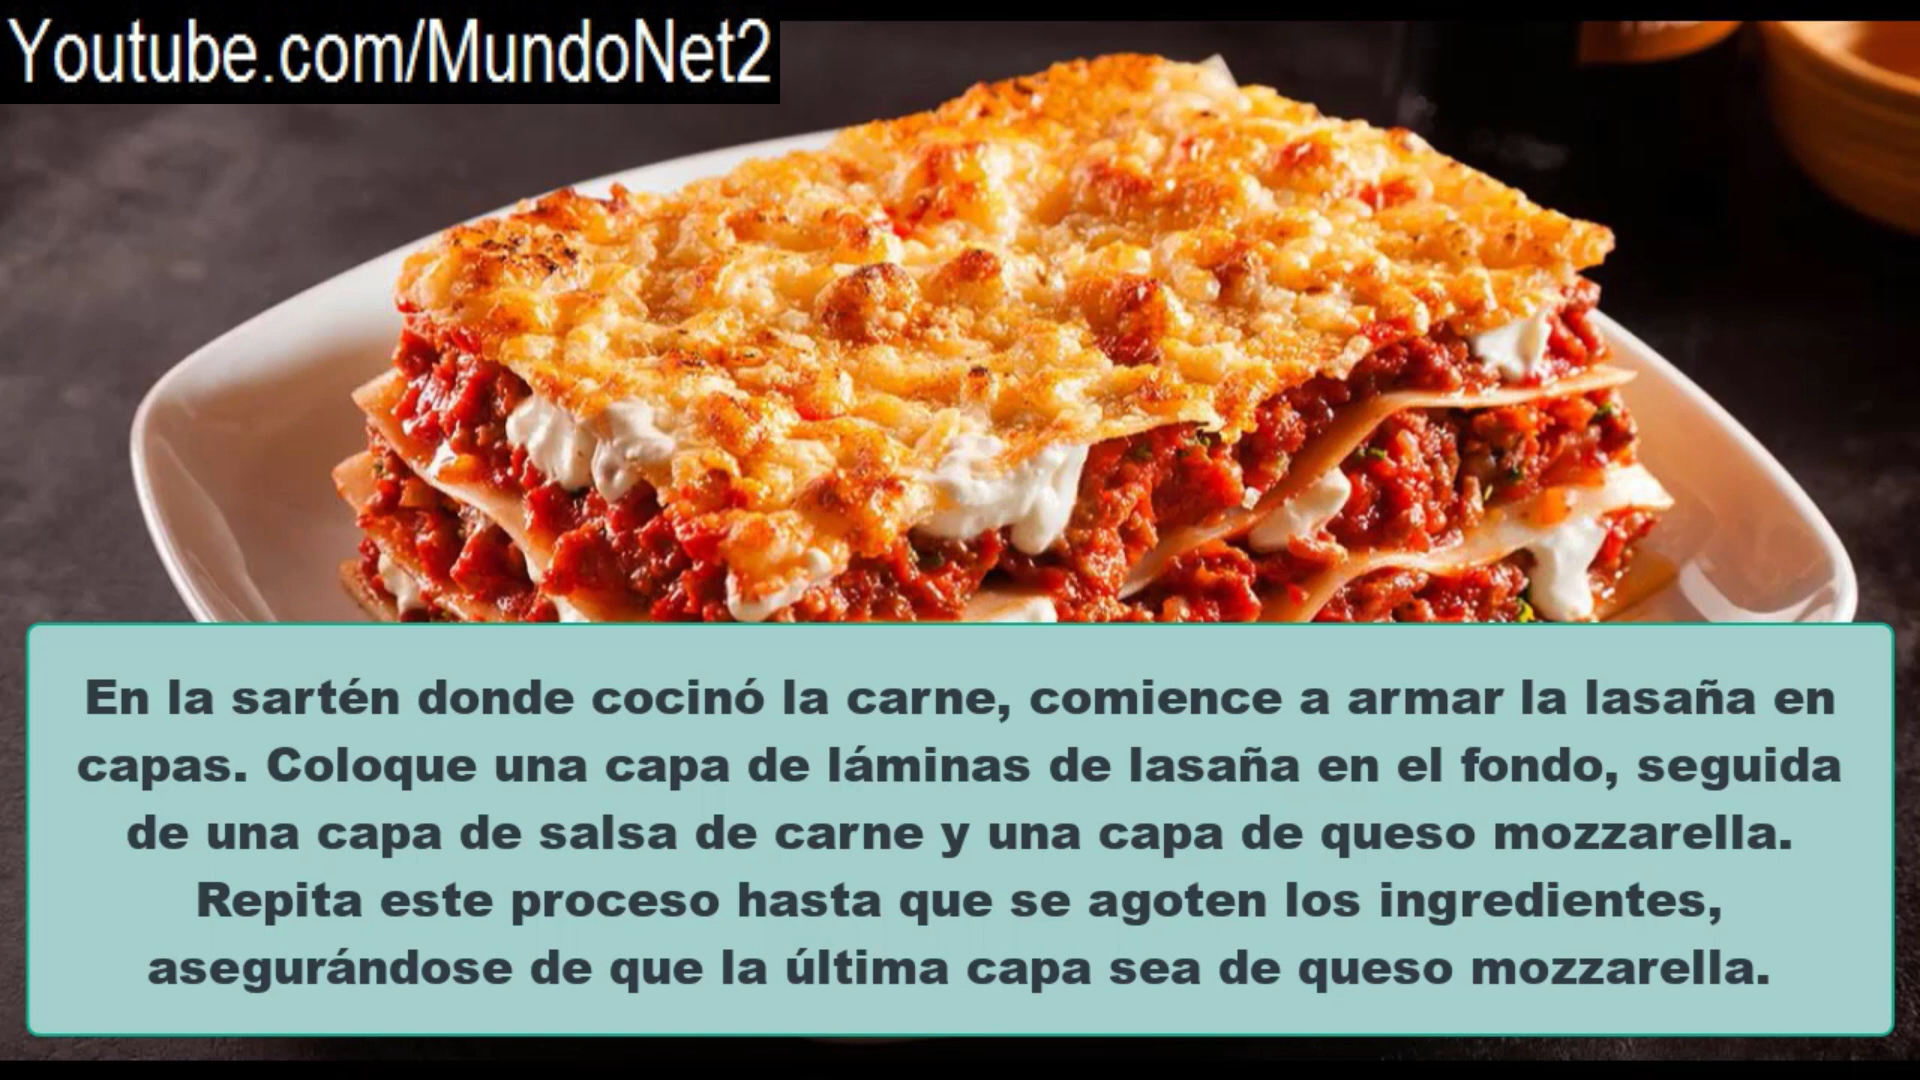 Youtube.com/MundoNet2
En la sartén donde cocinó la carne, comience a armar la lasaña en
capas. Coloque una capa de láminas de lasaña en el fondo, seguida
de una capa de salsa de carne y una capa de queso mozzarella.
Repita este proceso hasta que se agoten los ingredientes,
asegurándose de que la última capa sea de queso mozzarella.